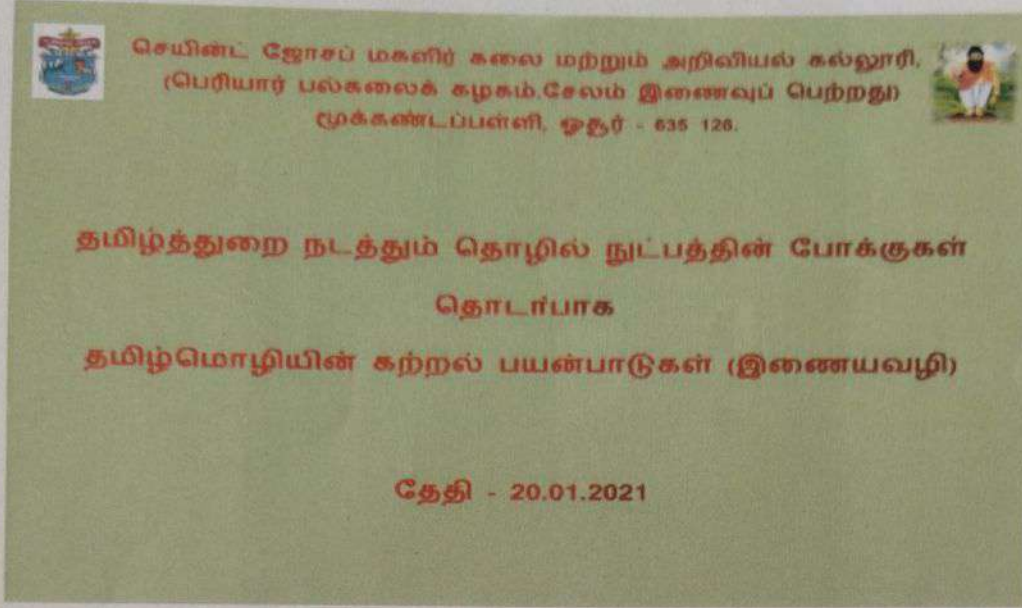 செயின்ட் ஜோசப் மகளிர் கலை மற்றும் அறிவியல் கல்லூரி,
(பெரியார் பல்கலைக் கழகம்.சேலம் இணைவுப் பெற்றது)
மூக்கண்டப்பள்ளி, ஓசூர் - 635 126.
தமிழ்த்துறை நடத்தும் தொழில் நுட்பத்தின் போக்குகள்
தொடர்பாக
தமிழ்மொழியின் கற்றல் பயன்பாடுகள் (இணையவழி)
தேதி - 20.01.2021